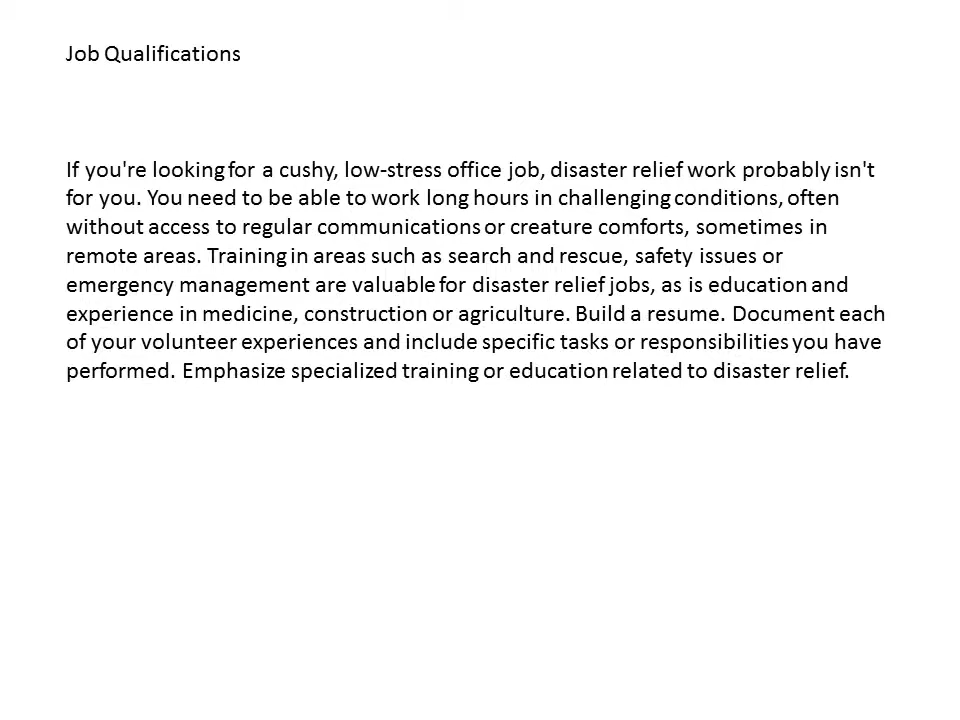 Job Qualifications
If you're looking for a cushy, low-stress office job, disaster relief work probably isn't
for you. You need to be able to work long hours in challenging conditions, often
without access to regular communications or creature comforts, sometimes in
remote areas. Training in areas such as search and rescue, safety issues or
emergency management are valuable for disaster relief jobs, as is education and
experience in medicine, construction or agriculture. Build a resume. Document each
of your volunteer experiences and include specific tasks or responsibilities you have
performed. Emphasize specialized training or education related to disaster relief.